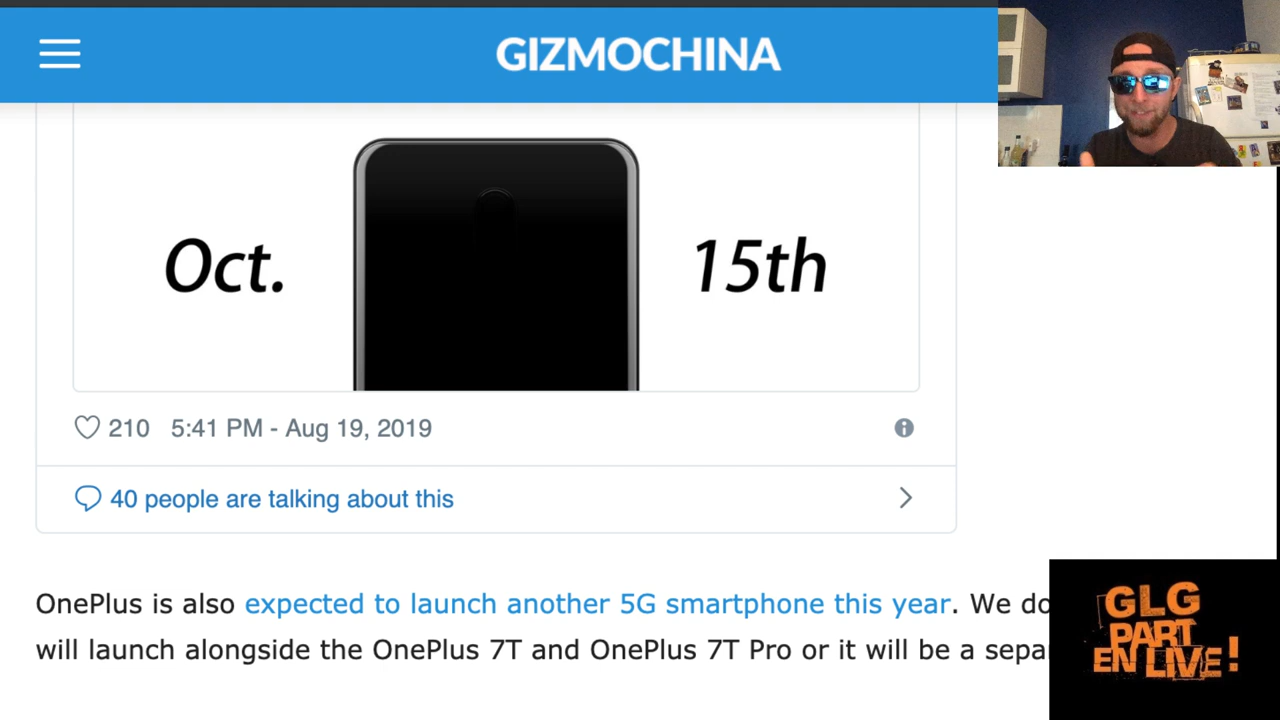 GIZMOCHINA
Oct.
15th
210 5:41 PM - Aug 19, 2019
40 people are talking about this
OnePlus is also expected to launch another 5G smartphone this year. We do
will launch alongside the OnePlus 7T and OnePlus 7T Pro or it will be a sepa
GLG
PART
EN LIVE!